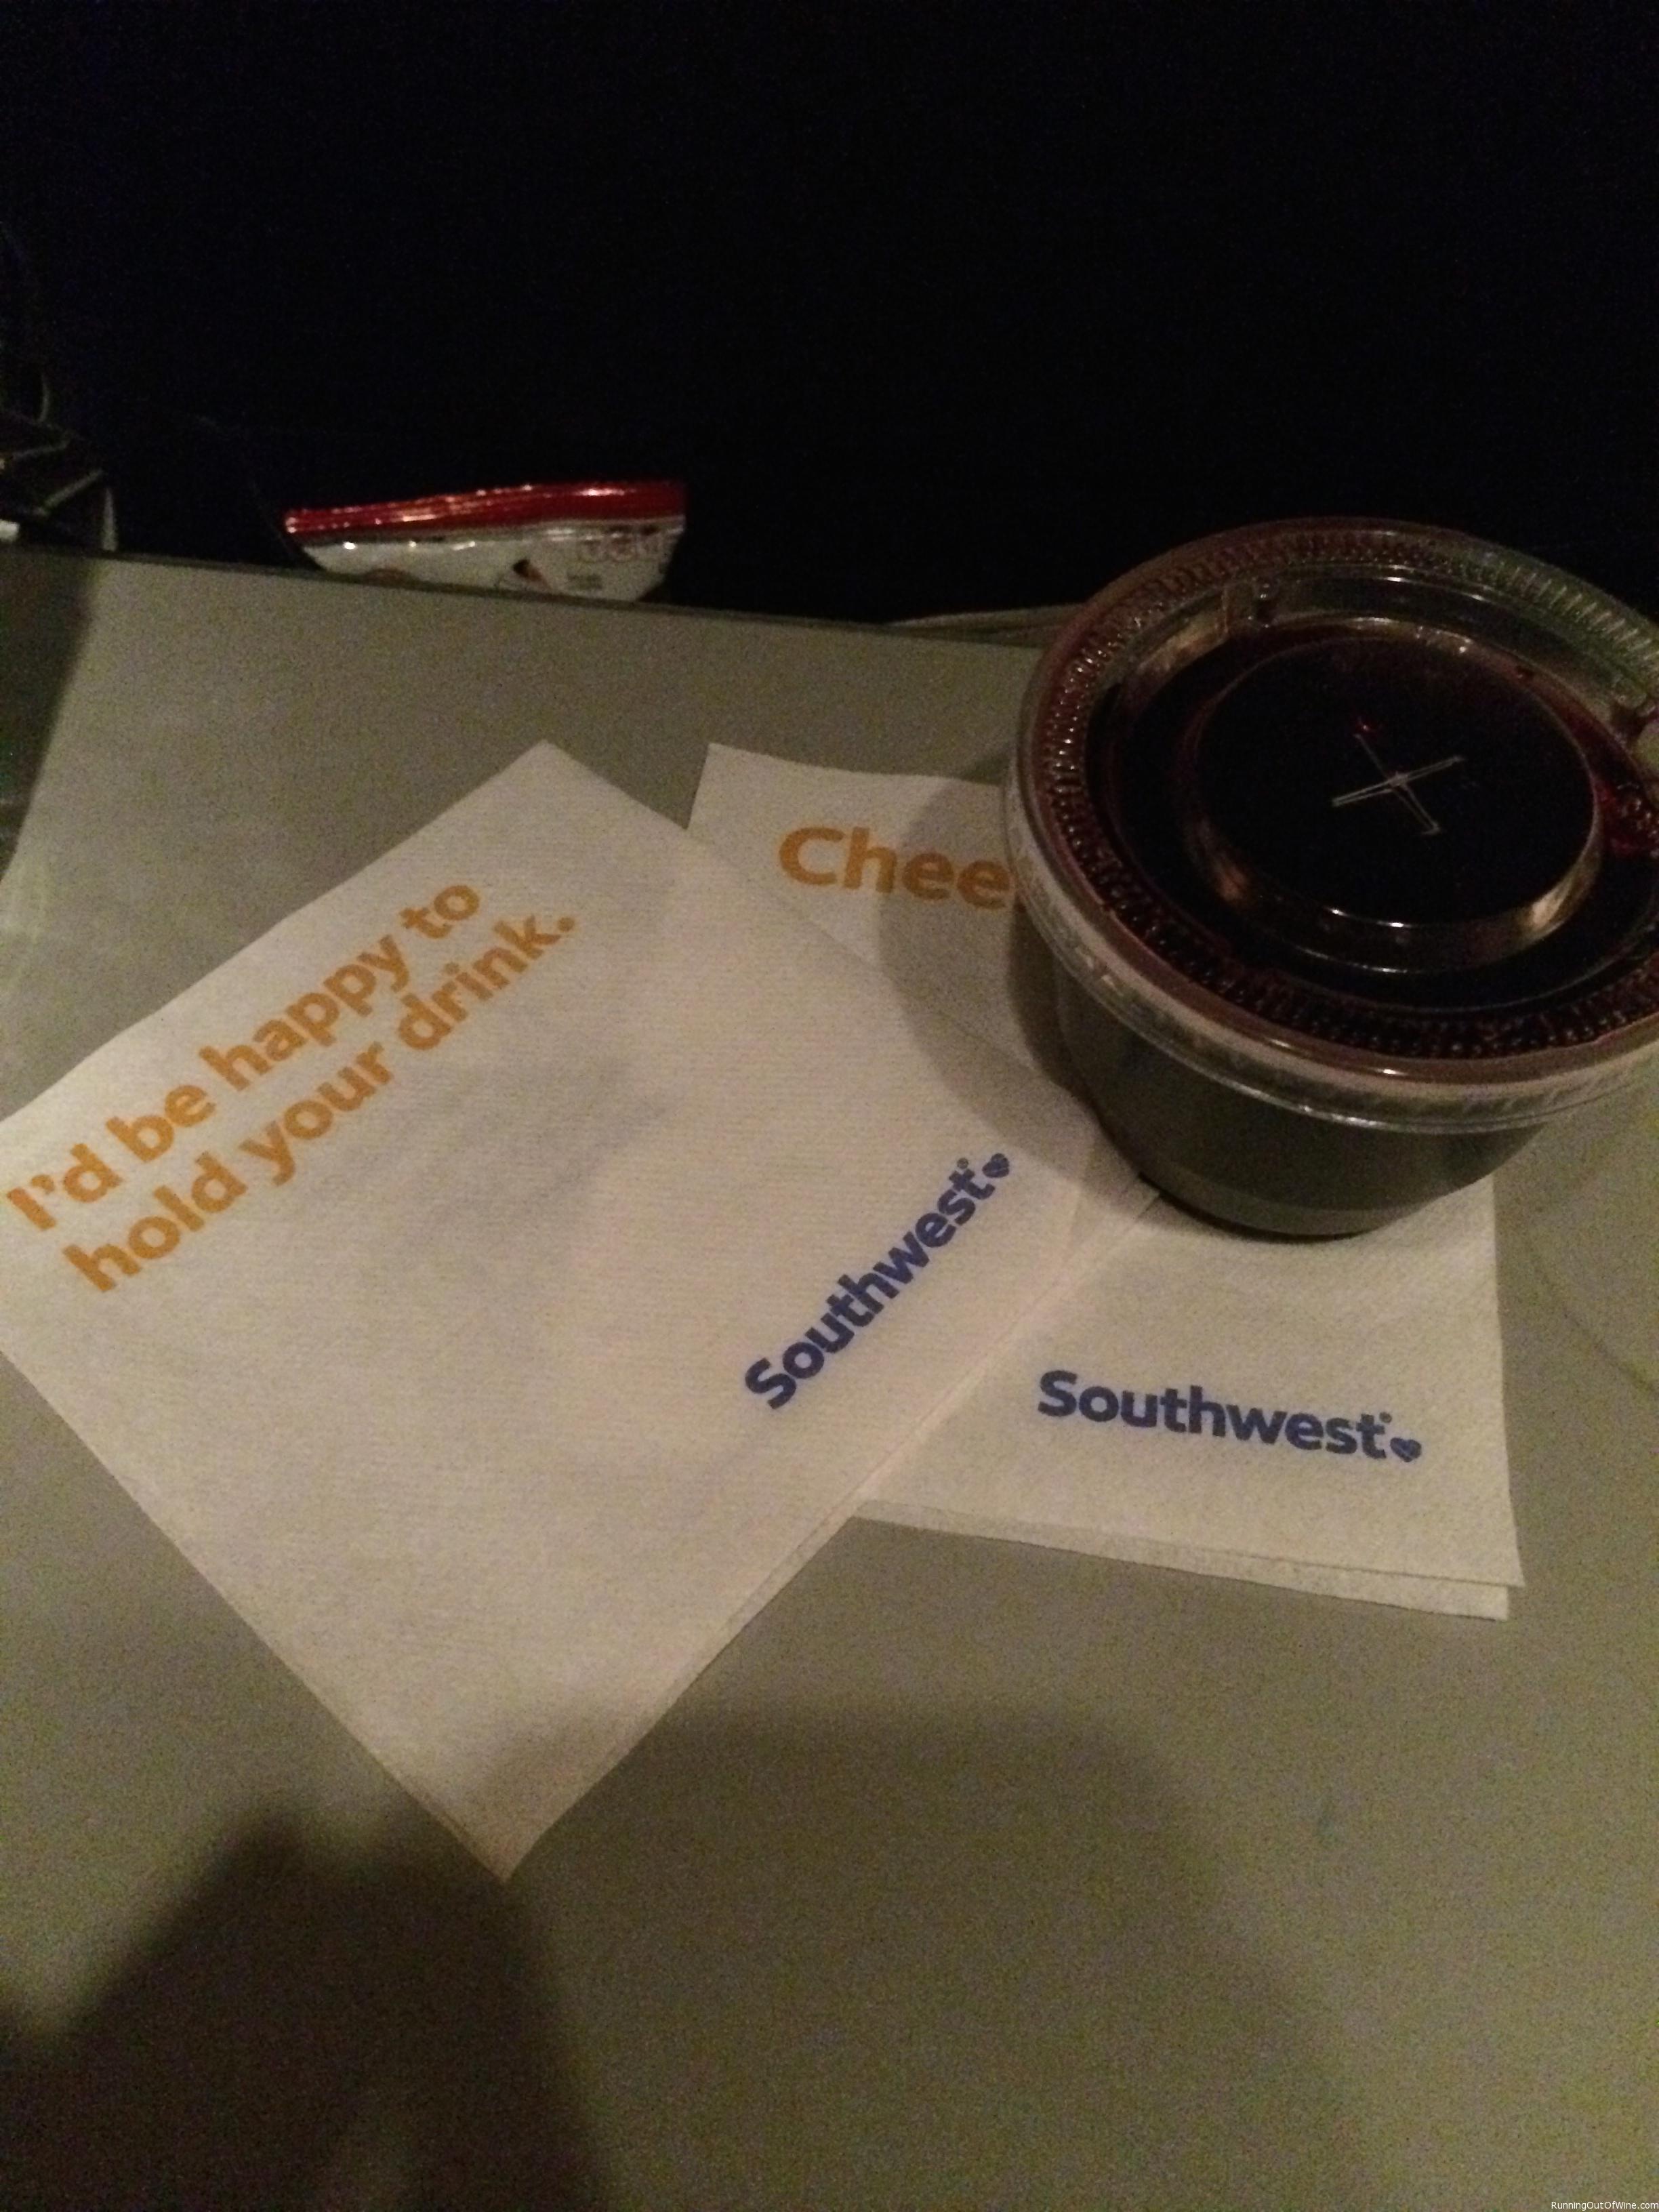 I'd be happy to
hold your drink.
Southwest®
Chee
Southwest®
RunningOutOfWine.com